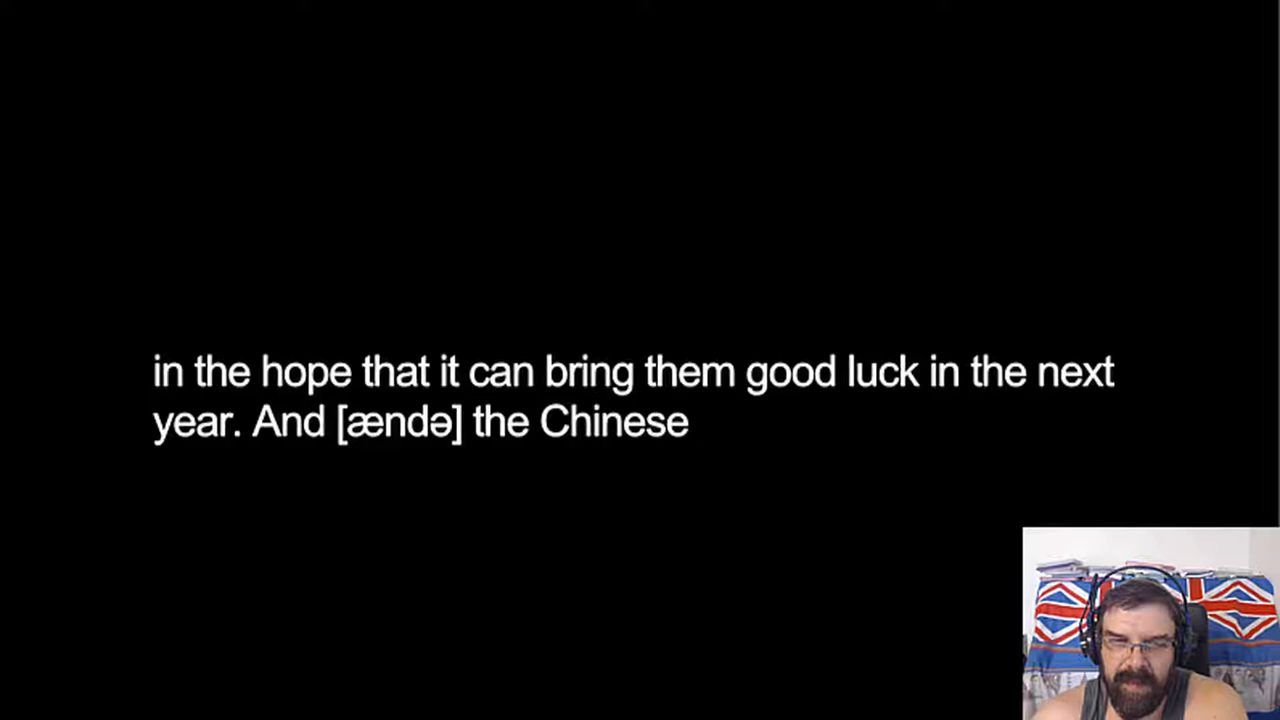 in the hope that it can bring them good luck in the next
year. And [ændə] the Chinese